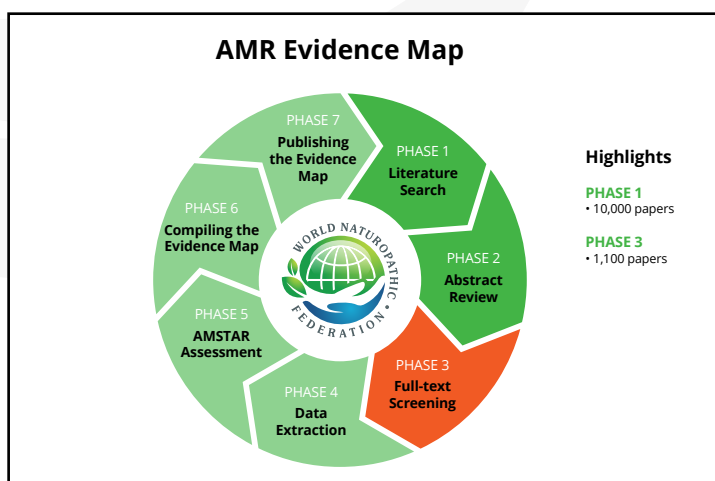 AMR Evidence Map
PHASE 1
Literature
Search
PHASE 2
Abstract
Review
PHASE 3
Full-text
Screening
PHASE 4
Data
Extraction
PHASE 5
AMSTAR
Assessment
PHASE 6
Compiling the
Evidence Map
PHASE 7
Publishing
the Evidence
Map
WORLD NATUROPATHIC
FEDERATION •
Highlights
PHASE 1
• 10,000 papers
PHASE 3
• 1,100 papers